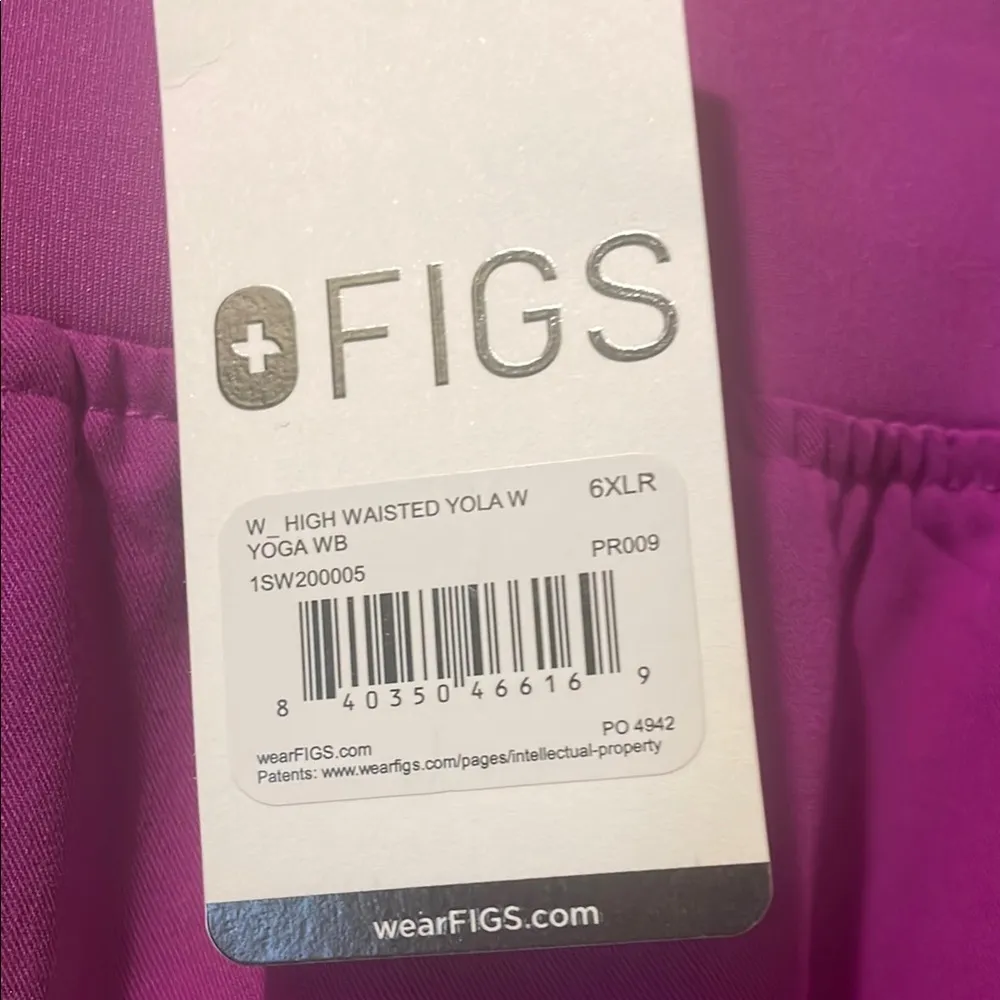 FIGS
W_ HIGH WAISTED YOLA W 6XLR
YOGA WB PR009
1SW200005
8 40350 46616 9
PO 4942
wearFIGS.com
Patents: www.wearfigs.com/pages/intellectual-property
wearFIGS.com